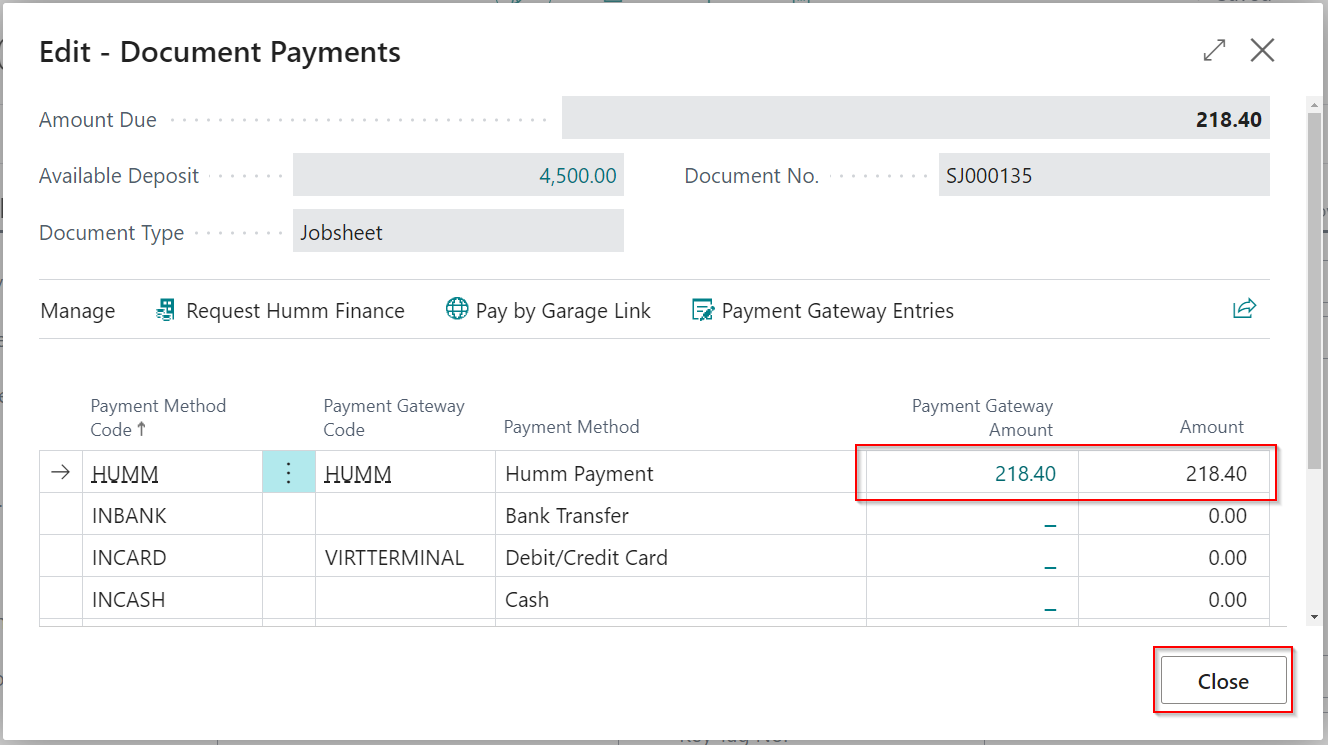 Edit - Document Payments
Amount Due 218.40
Available Deposit 4,500.00 Document No. SJ000135
Document Type Jobsheet
Manage Request Humm Finance Pay by Garage Link Payment Gateway Entries
Payment Method Code ↑ Payment Gateway Code Payment Method Payment Gateway Amount Amount
HUMM HUMM Humm Payment 218.40 218.40
INBANK Bank Transfer _ 0.00
INCARD VIRTTERMINAL Debit/Credit Card _ 0.00
INCASH Cash _ 0.00
Close